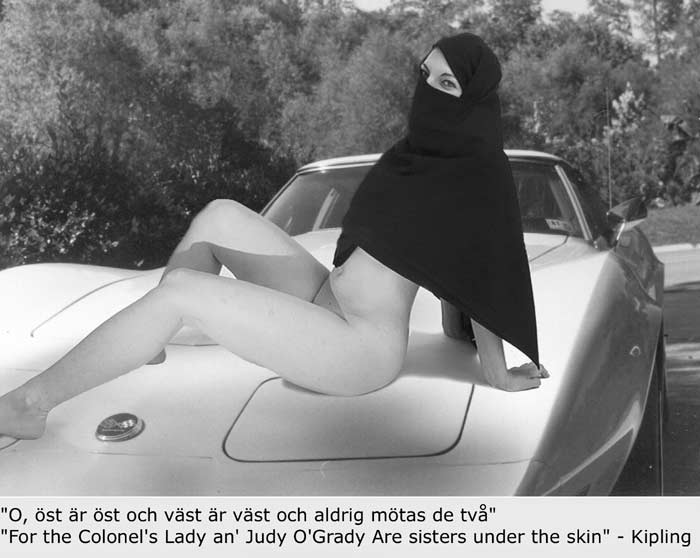 "O, öst är öst och väst är väst och aldrig mötas de två"
"For the Colonel's Lady an' Judy O'Grady Are sisters under the skin" - Kipling